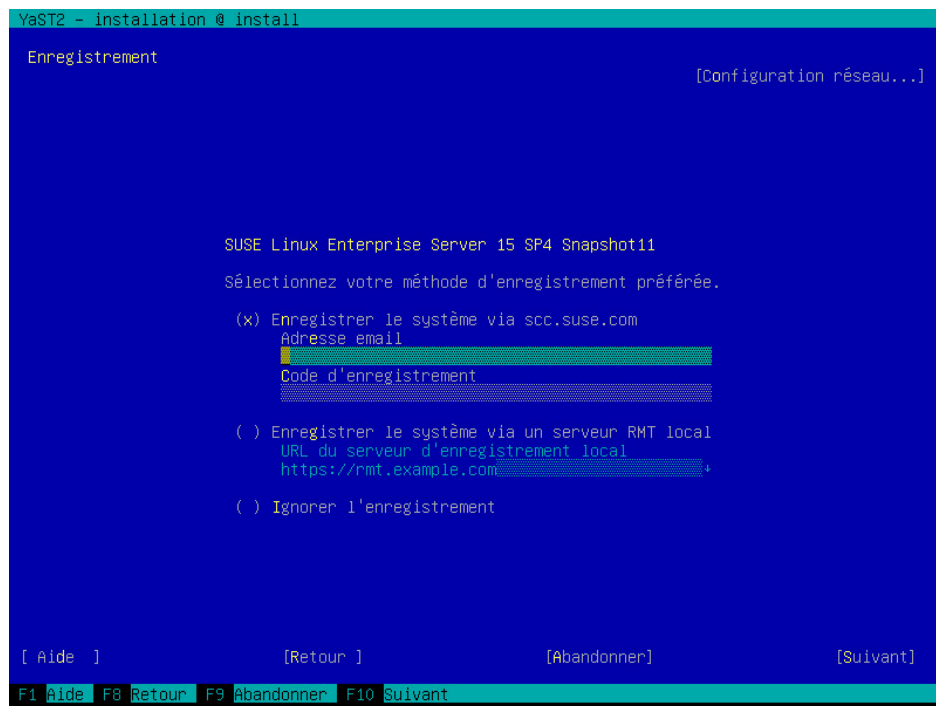 YaST2 - installation @ install
Enregistrement
[Configuration réseau...]
SUSE Linux Enterprise Server 15 SP4 Snapshot11
Sélectionnez votre méthode d'enregistrement préférée.
(x) Enregistrer le système via scc.suse.com
Adresse email
Code d'enregistrement
( ) Enregistrer le système via un serveur RMT local
URL du serveur d'enregistrement local
https://rmt.example.com ↓
( ) Ignorer l'enregistrement
[ Aide ] [Retour ] [Abandonner] [Suivant]
F1 Aide F8 Retour F9 Abandonner F10 Suivant